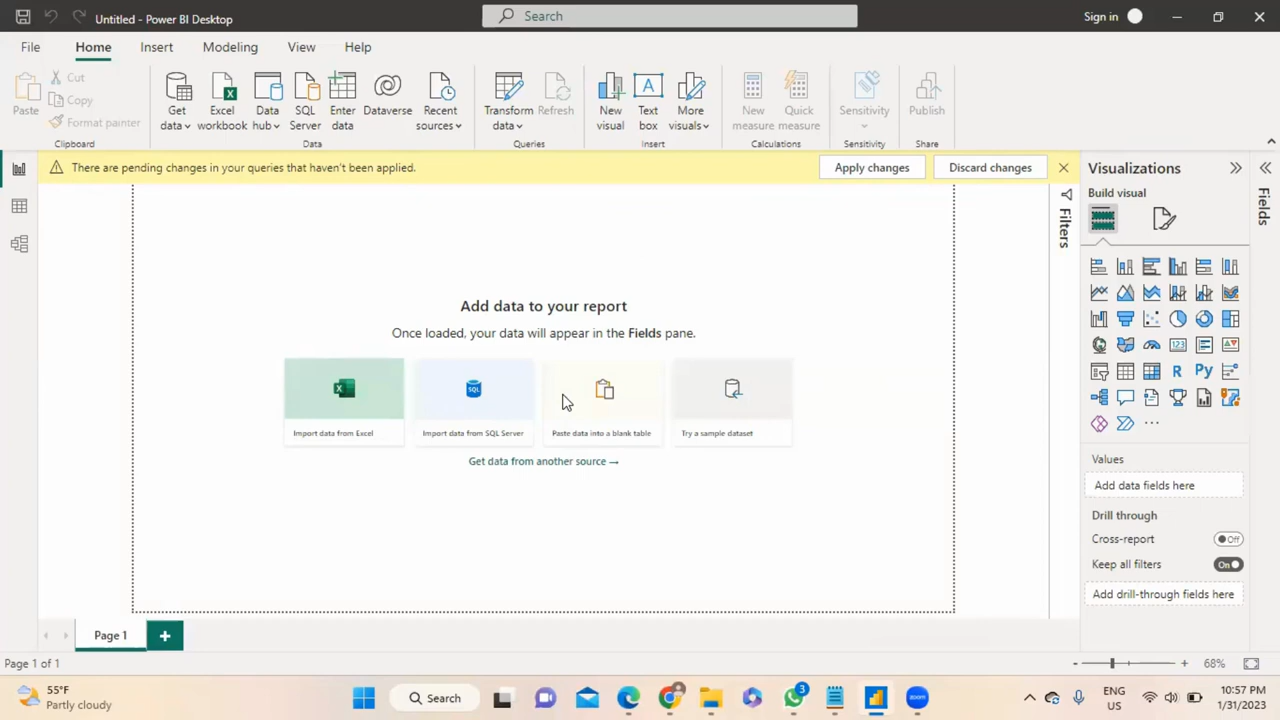 Untitled - Power BI Desktop
Search
Sign in
File
Home
Insert
Modeling
View
Help
Paste
Cut
Copy
Format painter
Clipboard
Get data
Excel workbook
Data hub
SQL Server
Enter data
Dataverse
Recent sources
Data
Transform data
Refresh
Queries
New visual
Text box
More visuals
Insert
New measure
Quick measure
Calculations
Sensitivity
Sensitivity
Publish
Share
There are pending changes in your queries that haven't been applied.
Apply changes
Discard changes
Add data to your report
Once loaded, your data will appear in the Fields pane.
SQL
Import data from Excel
Import data from SQL Server
Paste data into a blank table
Try a sample dataset
Get data from another source →
Filters
Visualizations
Build visual
123
R
Py
Values
Add data fields here
Drill through
Cross-report
Off
Keep all filters
On
Add drill-through fields here
Fields
Page 1
Page 1 of 1
68%
55°F
Partly cloudy
Search
3
zoom
ENG
US
10:57 PM
1/31/2023